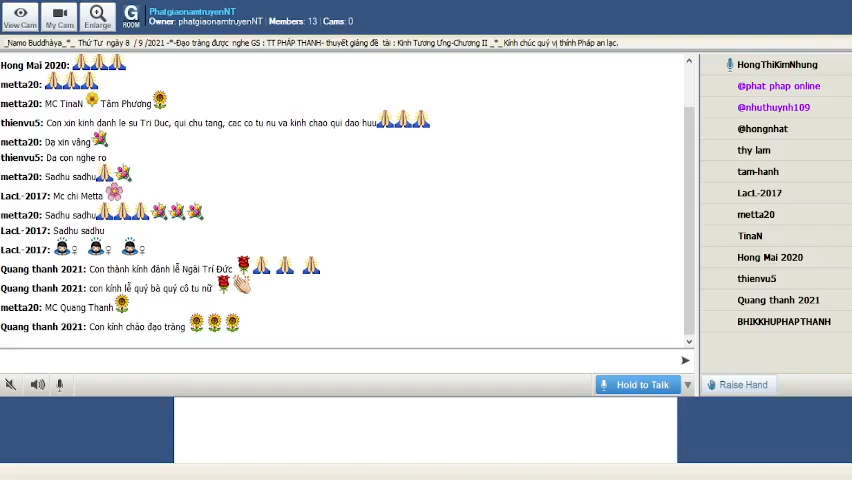 View Cam
My Cam
Enlarge
G
ROOM
PhatgiaonamtruyenNT
Owner: phatgiaonamtruyenNT | Members: 13 | Cams: 0
_Namo Buddhàya_*_ Thứ Tư ngày 8 / 9 /2021 -*-Đạo tràng được nghe GS : TT PHÁP THANH- thuyết giảng đề tài : Kinh Tương Ưng-Chương II _*_ Kính chúc quý vị thính Pháp an lạc.
Hong Mai 2020:
metta20:
metta20: MC TinaN Tâm Phương
thienvu5: Con xin kinh danh le su Tri Duc, qui chu tang, cac co tu nu va kinh chao qui dao huu
metta20: Dạ xin vâng
thienvu5: Da con nghe ro
metta20: Sadhu sadhu
LacL-2017: Mc chi Metta
metta20: Sadhu sadhu
LacL-2017: Sadhu sadhu
LacL-2017: ♀ ♀ ♀
Quang thanh 2021: Con thành kính đảnh lễ Ngài Trí Đức
Quang thanh 2021: con kính lễ quý bà quý cô tu nữ
metta20: MC Quang Thanh
Quang thanh 2021: Con kính chào đạo tràng
Hold to Talk
HongThiKimNhung
@phat phap online
@nhuthuynh109
@hongnhat
thy lam
tam-hanh
LacL-2017
metta20
TinaN
Hong Mai 2020
thienvu5
Quang thanh 2021
BHIKKHUPHAPTHANH
Raise Hand